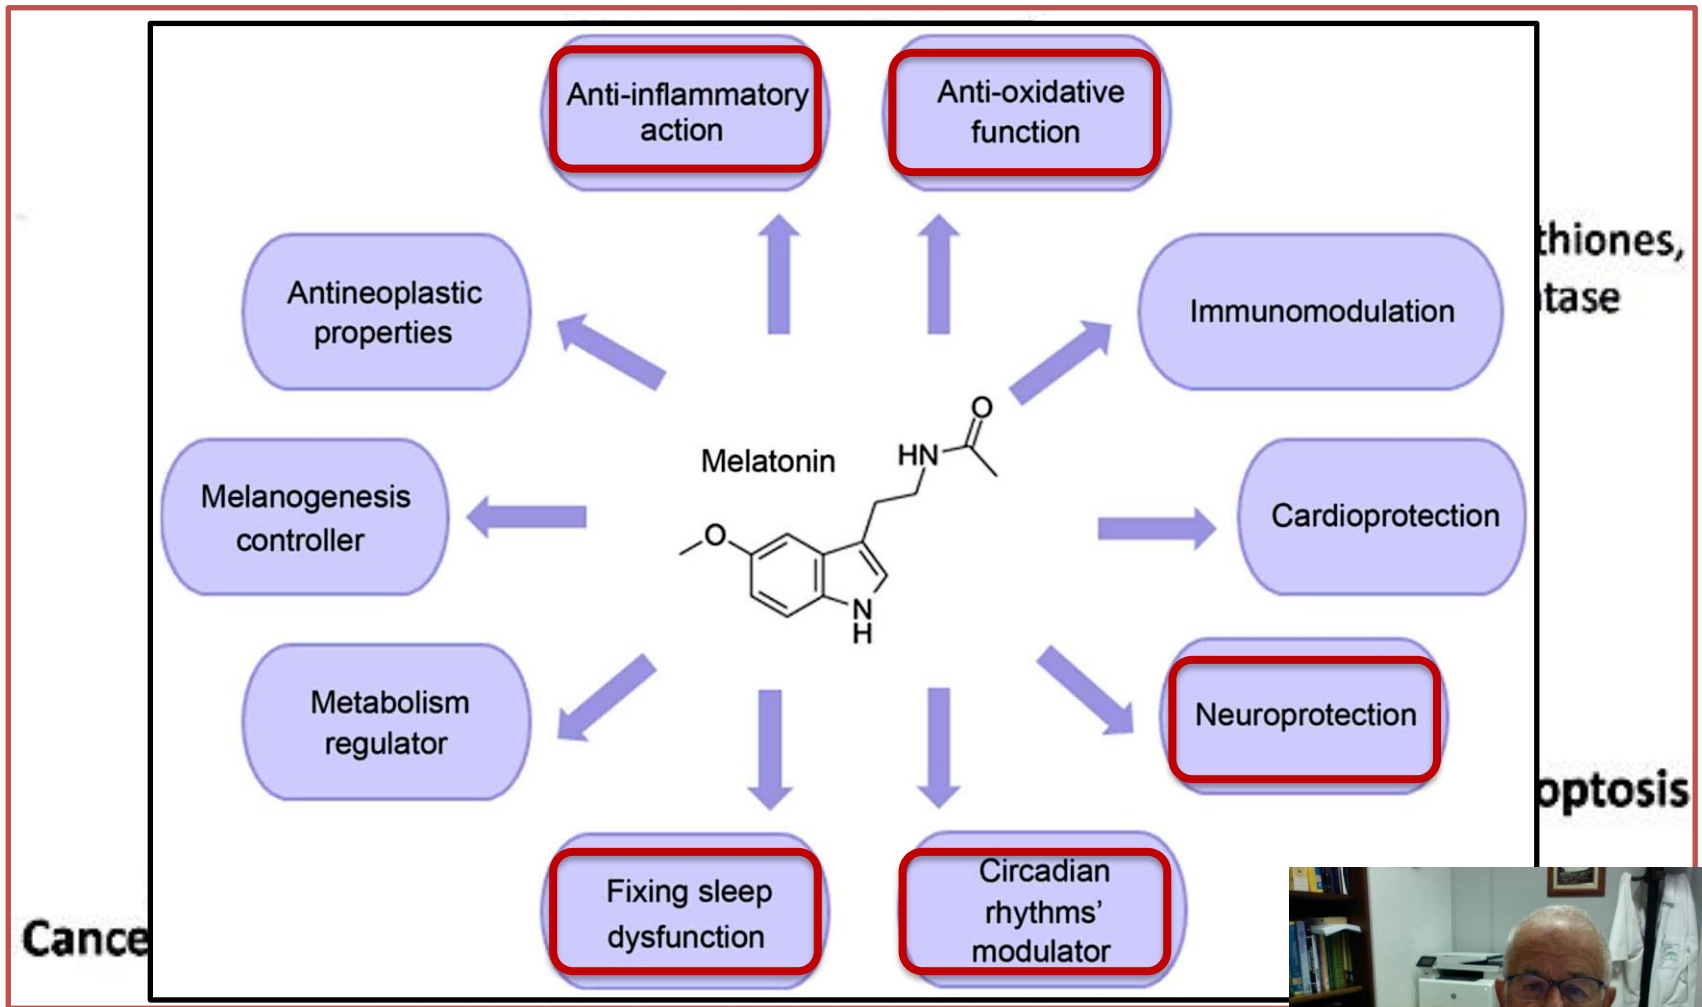 Anti-inflammatory
action
Anti-oxidative
function
thiones,
tase
Antineoplastic
properties
Immunomodulation
O
HN
Melatonin
Melanogenesis
controller
Cardioprotection
O
N
H
Metabolism
regulator
Neuroprotection
optosis
Fixing sleep
dysfunction
Circadian
rhythms’
modulator
Cance